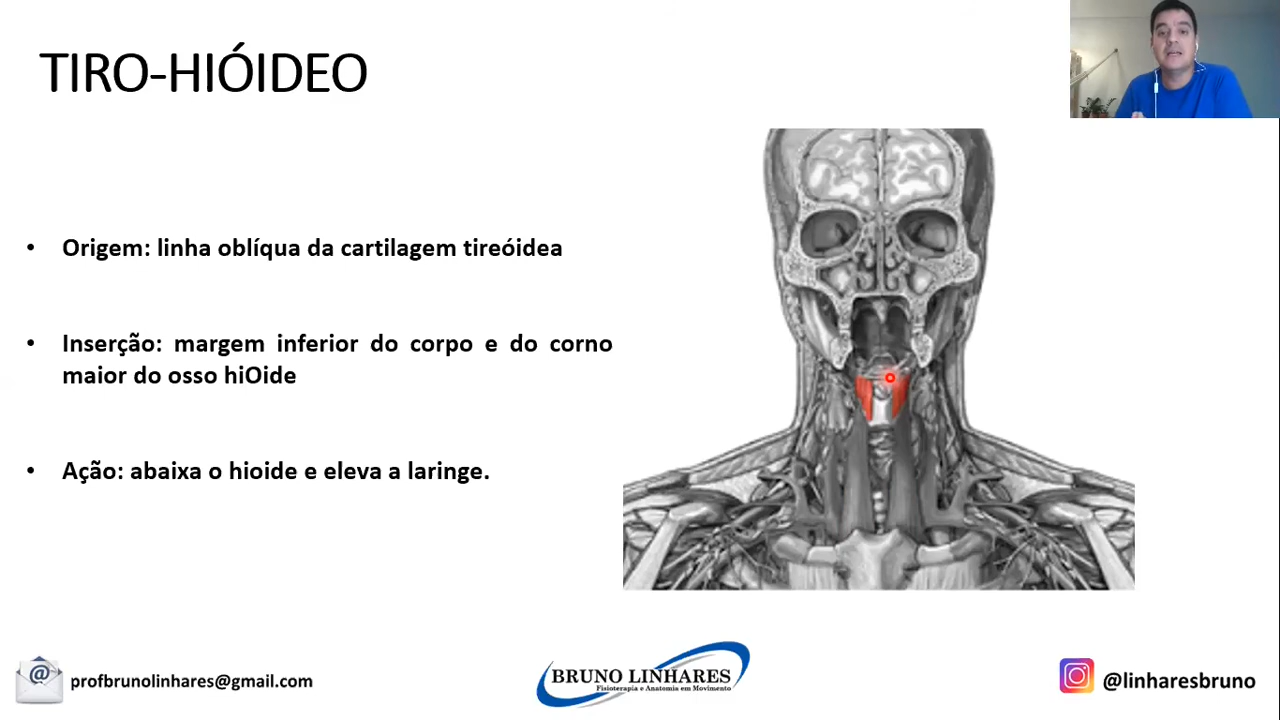 TIRO-HIÓIDEO
• Origem: linha oblíqua da cartilagem tireóidea
• Inserção: margem inferior do corpo e do corno
maior do osso hiOide
• Ação: abaixa o hioide e eleva a laringe.
@ profbrunolinhares@gmail.com
BRUNO LINHARES
Fisioterapia e Anatomia em Movimento
@linharesbruno